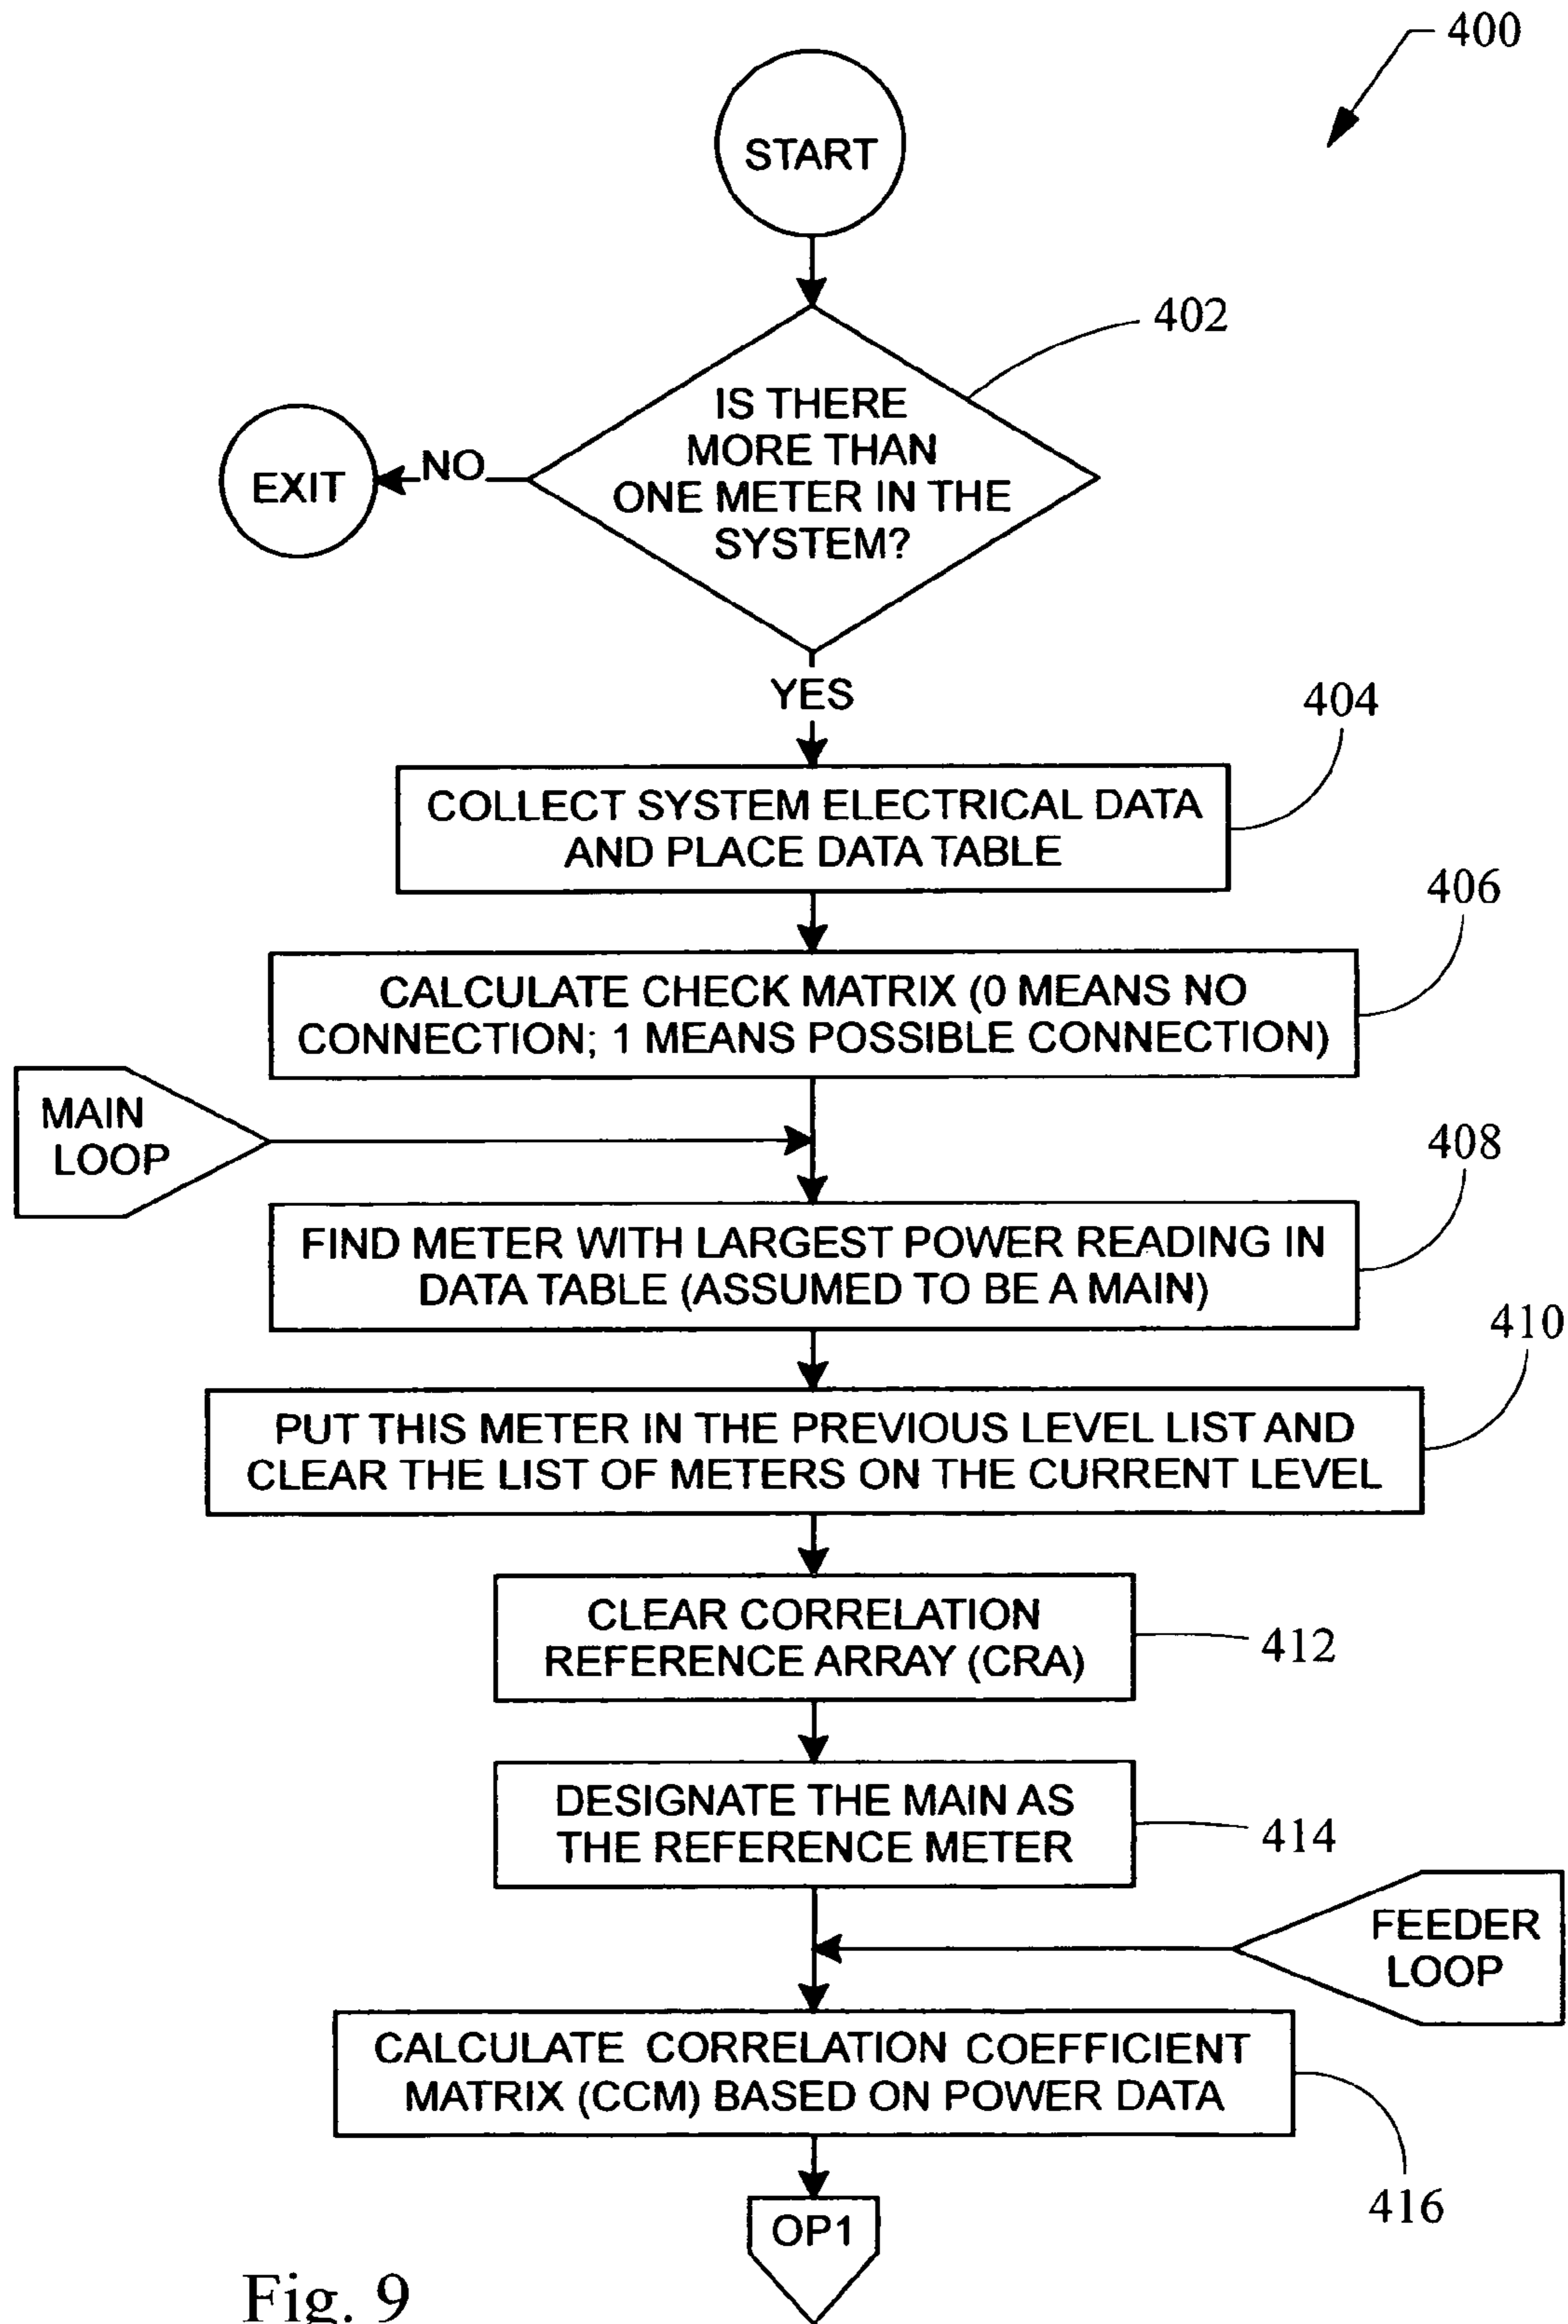 400
START
402
IS THERE
MORE THAN
ONE METER IN THE
SYSTEM?
NO
EXIT
YES
404
COLLECT SYSTEM ELECTRICAL DATA
AND PLACE DATA TABLE
406
CALCULATE CHECK MATRIX (0 MEANS NO
CONNECTION; 1 MEANS POSSIBLE CONNECTION)
MAIN
LOOP
408
FIND METER WITH LARGEST POWER READING IN
DATA TABLE (ASSUMED TO BE A MAIN)
410
PUT THIS METER IN THE PREVIOUS LEVEL LIST AND
CLEAR THE LIST OF METERS ON THE CURRENT LEVEL
CLEAR CORRELATION
REFERENCE ARRAY (CRA)
412
DESIGNATE THE MAIN AS
THE REFERENCE METER
414
FEEDER
LOOP
CALCULATE CORRELATION COEFFICIENT
MATRIX (CCM) BASED ON POWER DATA
416
OP1
Fig. 9